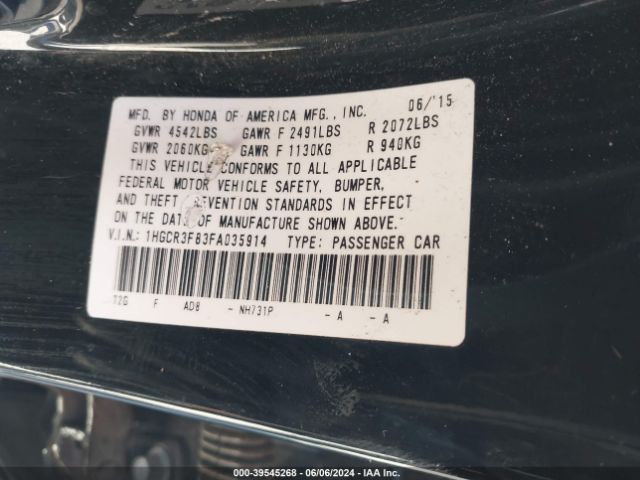 MFD. BY HONDA OF AMERICA MFG., INC. 06/'15
GVWR 4542LBS GAWR F 2491LBS R 2072LBS
GVWR 2060KG GAWR F 1130KG R 940KG
THIS VEHICLE CONFORMS TO ALL APPLICABLE
FEDERAL MOTOR VEHICLE SAFETY, BUMPER,
AND THEFT REVENTION STANDARDS IN EFFECT
ON THE DATE OF MANUFACTURE SHOWN ABOVE.
V.I.N.: 1HGCR3F83FA035914 TYPE: PASSENGER CAR
T2G F AD8 - NH731P - A - A
000-39545268 - 06/06/2024 - IAA Inc.